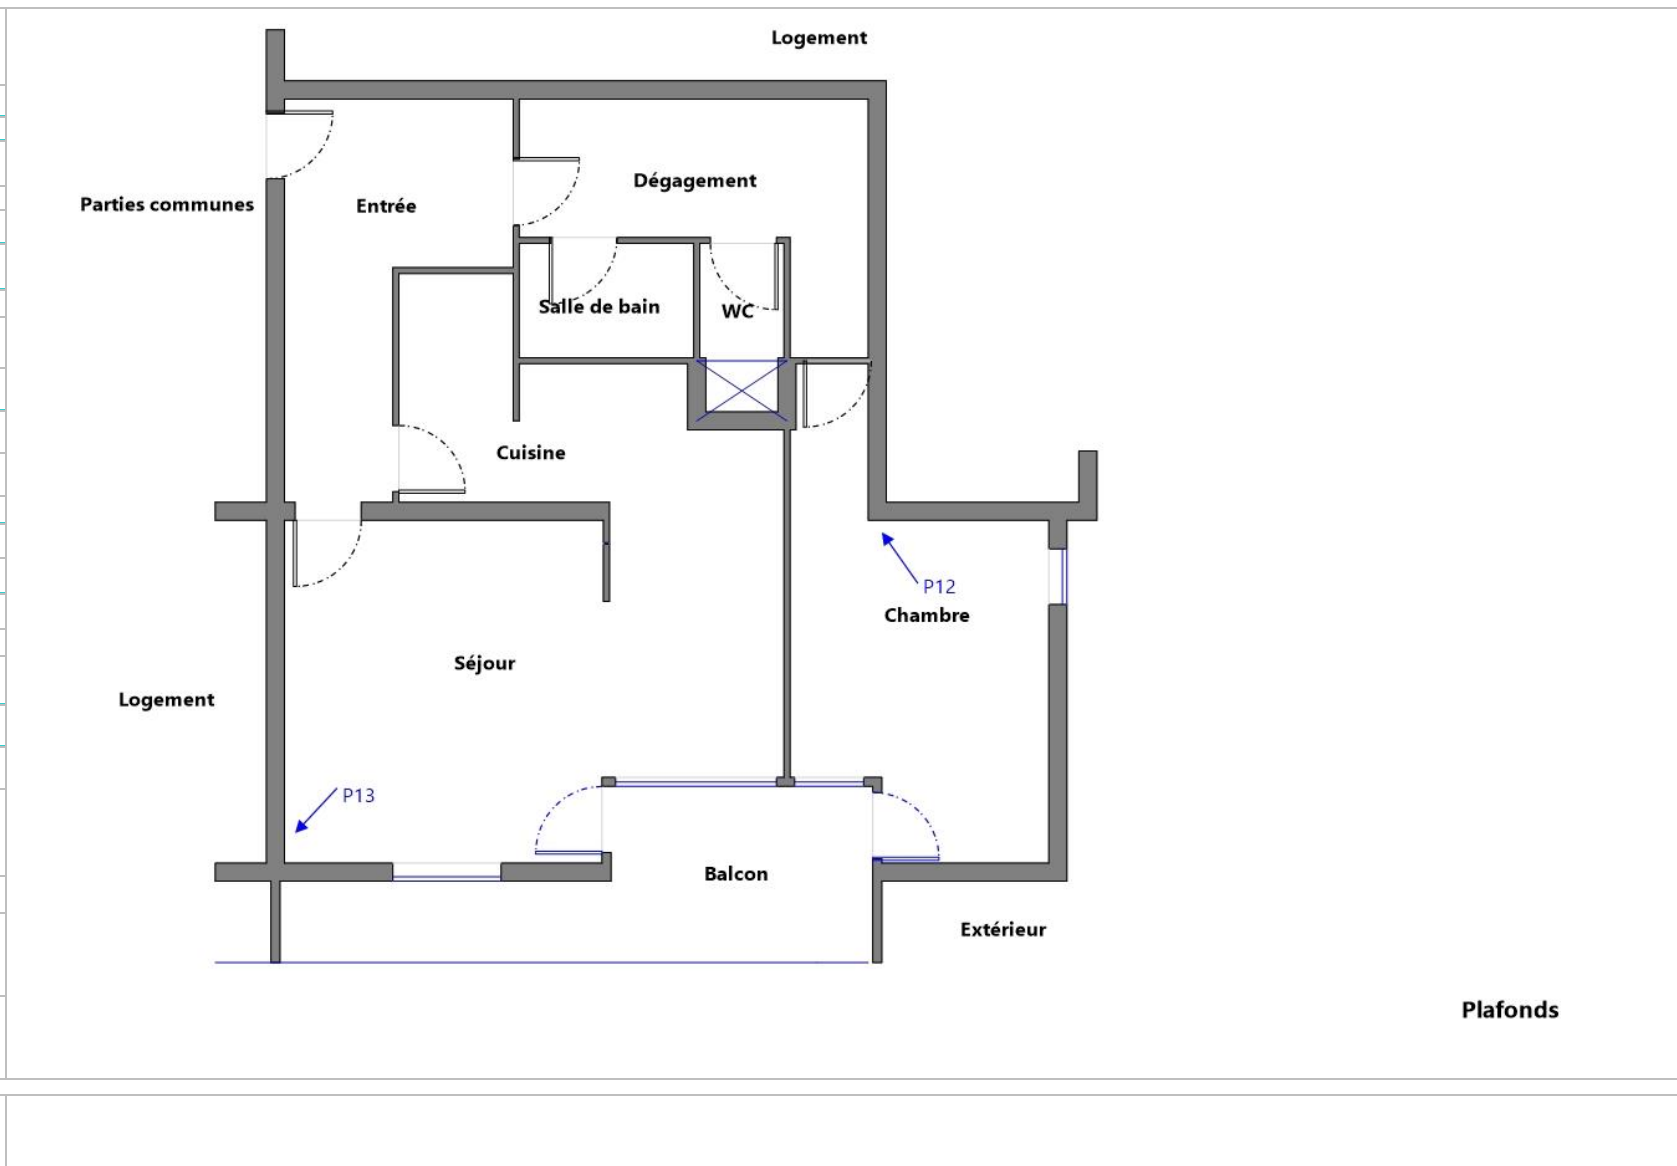 Logement
Dégagement
Parties communes
Entrée
Salle de bain
WC
Cuisine
P12
Chambre
Séjour
Logement
P13
Balcon
Extérieur
Plafonds